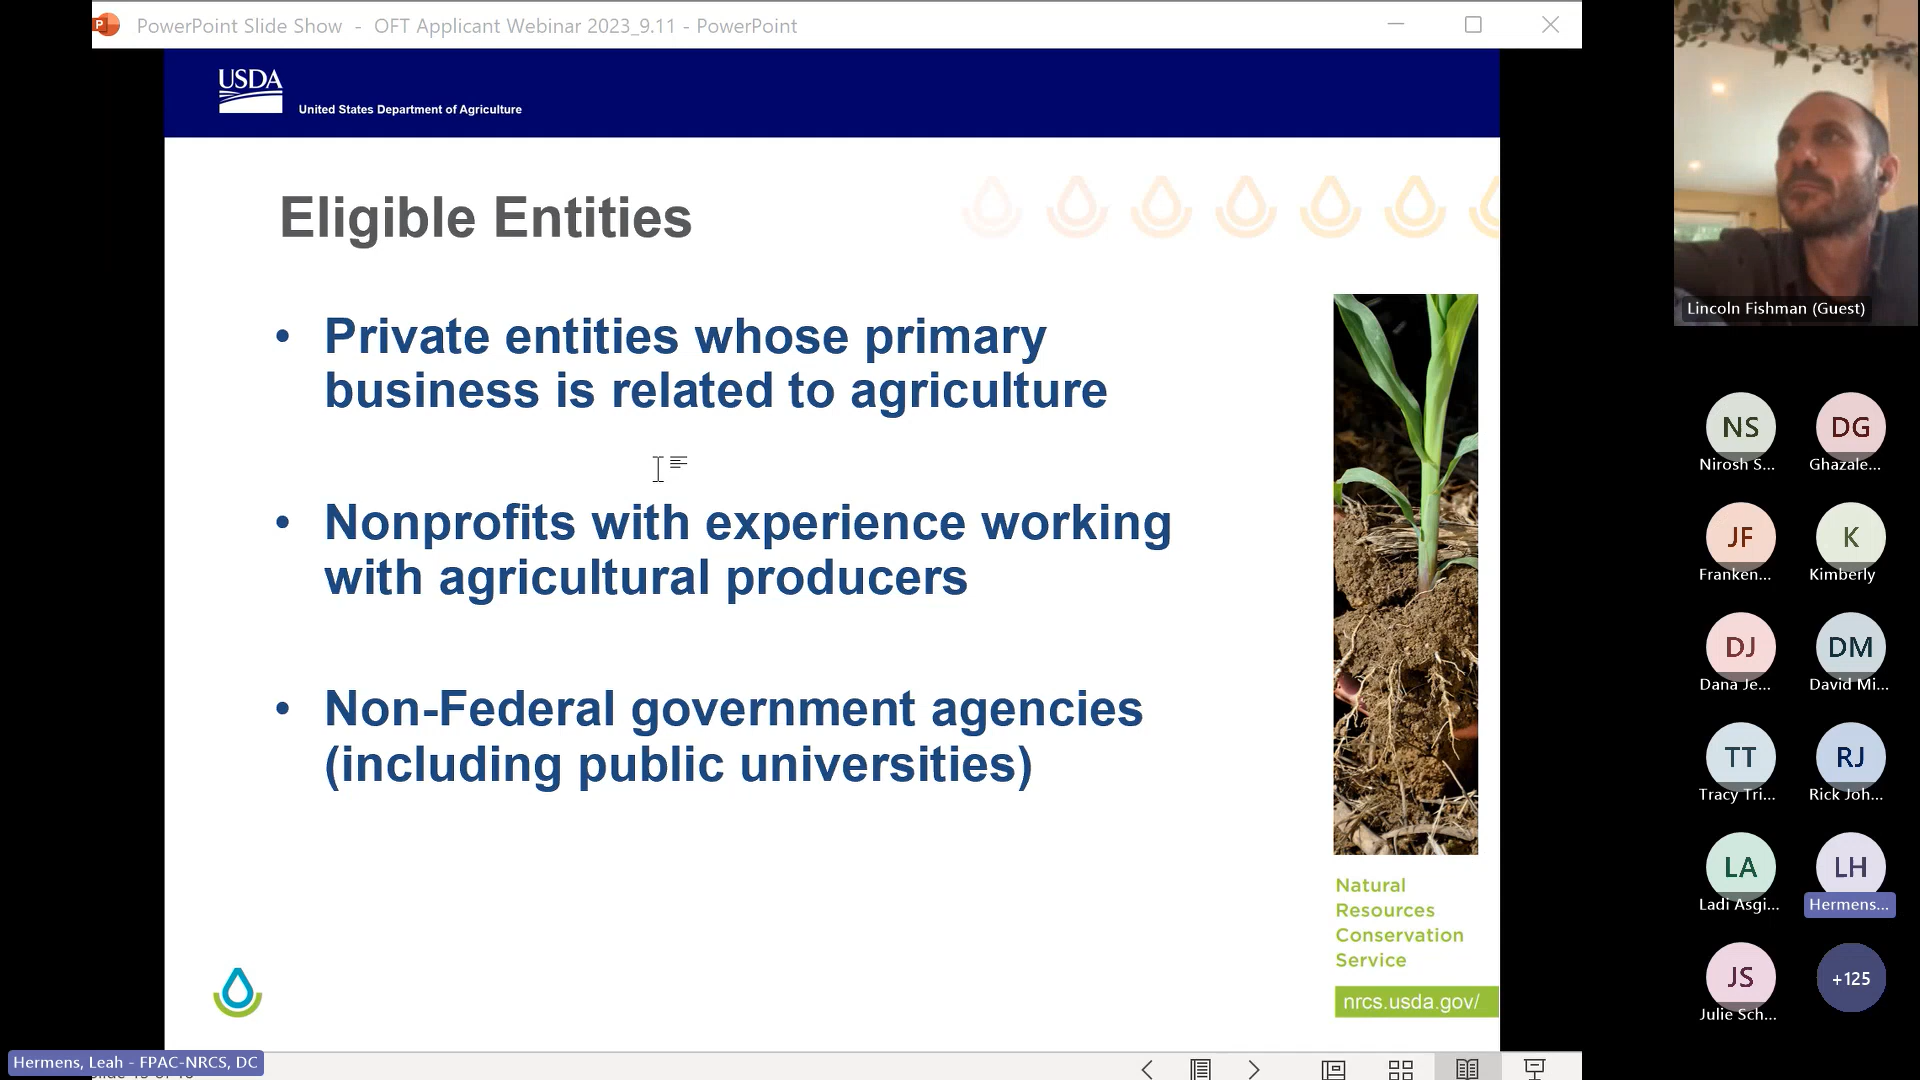 PowerPoint Slide Show - OFT Applicant Webinar 2023_9.11 - PowerPoint
USDA
United States Department of Agriculture
Eligible Entities
• Private entities whose primary
business is related to agriculture
• Nonprofits with experience working
with agricultural producers
• Non-Federal government agencies
(including public universities)
Natural
Resources
Conservation
Service
nrcs.usda.gov/
Lincoln Fishman (Guest)
NS
Nirosh S...
DG
Ghazale...
JF
Franken...
K
Kimberly
DJ
Dana Je...
DM
David Mi...
TT
Tracy Tri...
RJ
Rick Joh...
LA
Ladi Asgi...
LH
Hermens...
JS
Julie Sch...
+125
Hermens, Leah - FPAC-NRCS, DC